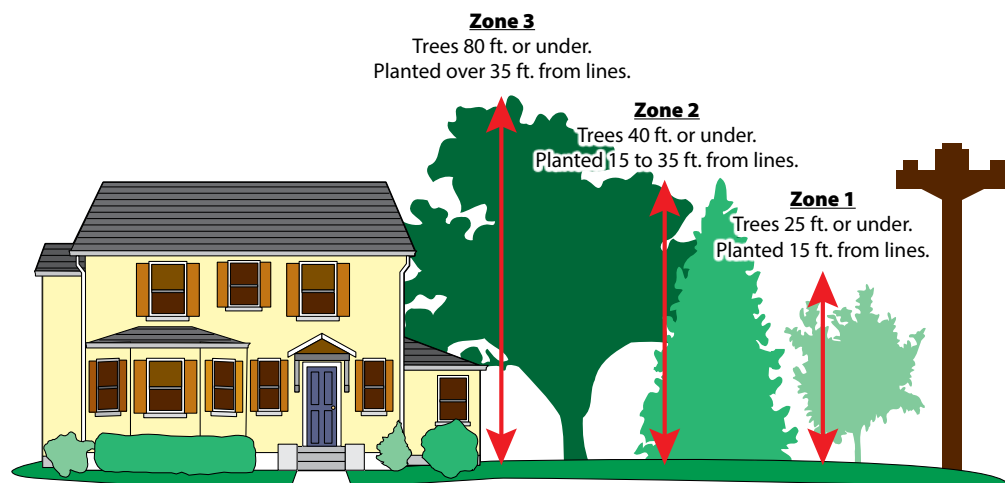 Zone 3
Trees 80 ft. or under.
Planted over 35 ft. from lines.
Zone 2
Trees 40 ft. or under.
Planted 15 to 35 ft. from lines.
Zone 1
Trees 25 ft. or under.
Planted 15 ft. from lines.